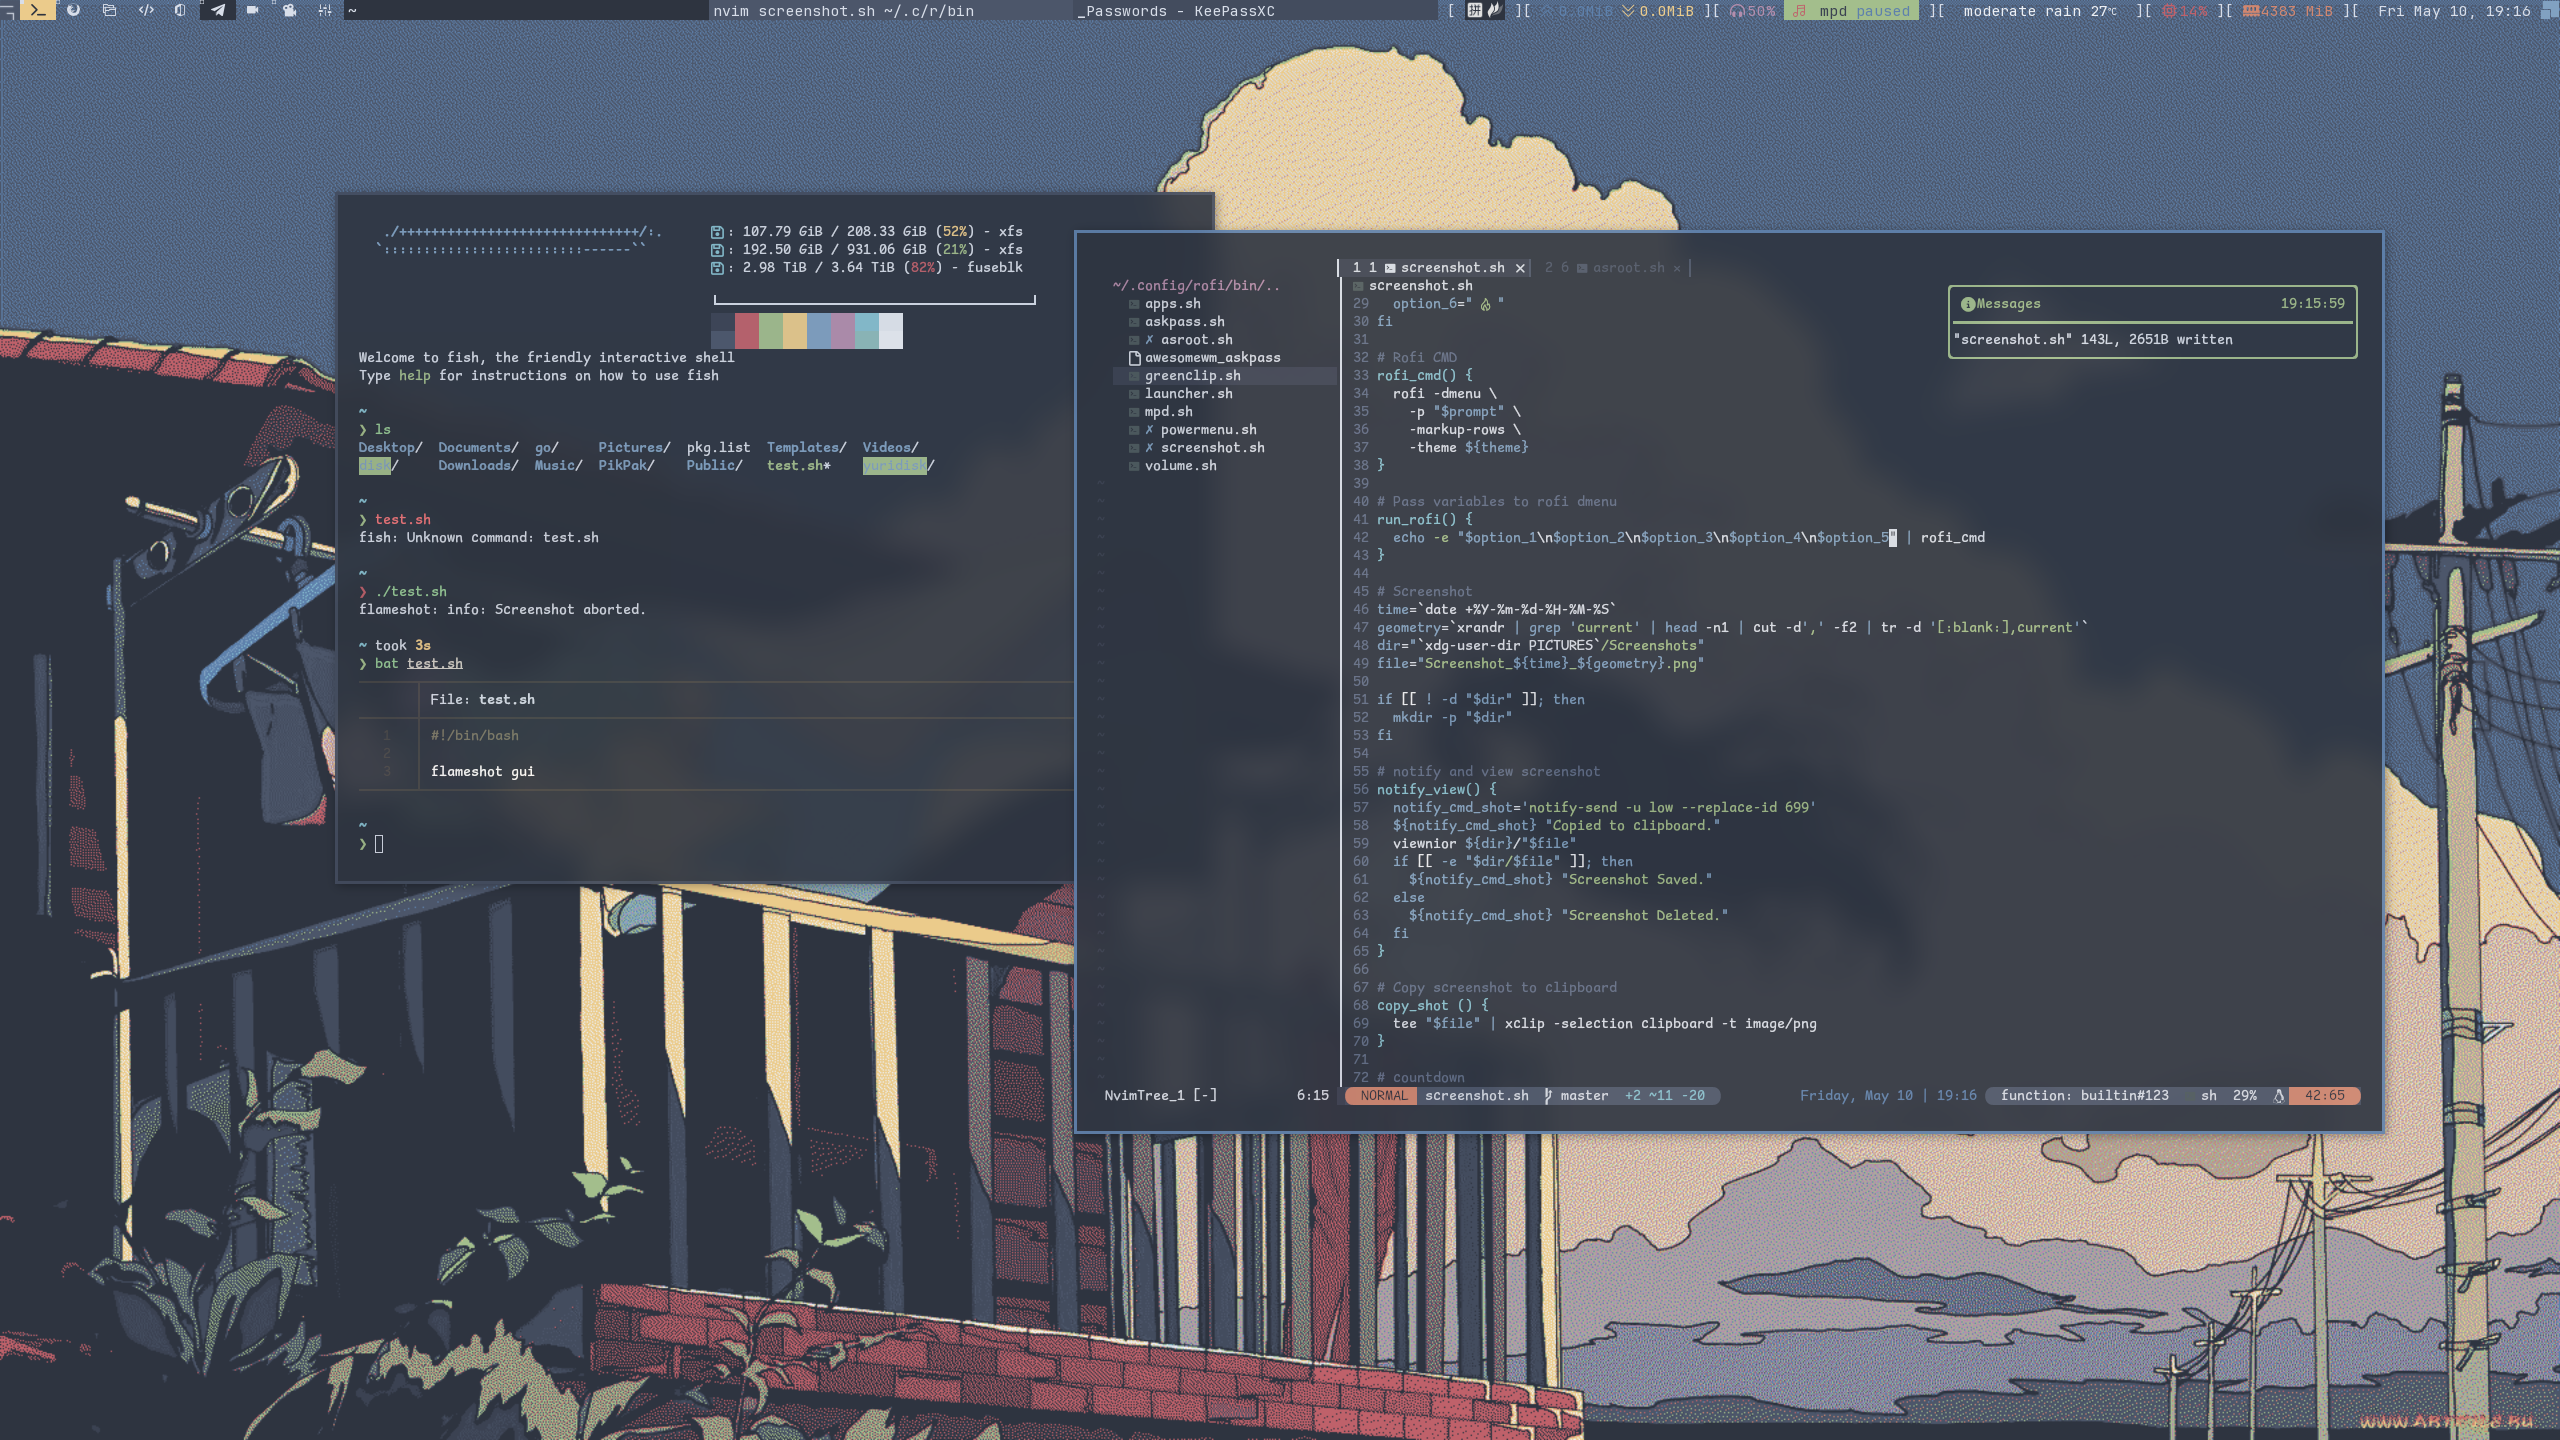 ~
nvim screenshot.sh ~/.c/r/bin
_Passwords - KeePassXC
[ 拼 ][ 0.0MiB 0.0MiB ][ 50% mpd paused ][ moderate rain 27℃ ][ 14% ][ 4383 MiB ][ Fri May 10, 19:16
./++++++++++++++++++++++++++++++/:.
`:::::::::::::::::::::::::------``
: 107.79 GiB / 208.33 GiB (52%) - xfs
: 192.50 GiB / 931.06 GiB (21%) - xfs
: 2.98 TiB / 3.64 TiB (82%) - fuseblk
Welcome to fish, the friendly interactive shell
Type help for instructions on how to use fish
~
❯ ls
Desktop/ Documents/ go/ Pictures/ pkg.list Templates/ Videos/
disk/ Downloads/ Music/ PikPak/ Public/ test.sh* yuridisk/
~
❯ test.sh
fish: Unknown command: test.sh
~
❯ ./test.sh
flameshot: info: Screenshot aborted.
~ took 3s
❯ bat test.sh
File: test.sh
1 #!/bin/bash
2
3 flameshot gui
~
❯
~/.config/rofi/bin/..
apps.sh
askpass.sh
✗ asroot.sh
awesomewm_askpass
greenclip.sh
launcher.sh
mpd.sh
✗ powermenu.sh
✗ screenshot.sh
volume.sh
1 1 screenshot.sh ✕ 2 6 asroot.sh ✕
screenshot.sh
29 option_6=" "
30 fi
31
32 # Rofi CMD
33 rofi_cmd() {
34 rofi -dmenu \
35 -p "$prompt" \
36 -markup-rows \
37 -theme ${theme}
38 }
39
40 # Pass variables to rofi dmenu
41 run_rofi() {
42 echo -e "$option_1\n$option_2\n$option_3\n$option_4\n$option_5" | rofi_cmd
43 }
44
45 # Screenshot
46 time=`date +%Y-%m-%d-%H-%M-%S`
47 geometry=`xrandr | grep 'current' | head -n1 | cut -d',' -f2 | tr -d '[:blank:],current'`
48 dir="`xdg-user-dir PICTURES`/Screenshots"
49 file="Screenshot_${time}_${geometry}.png"
50
51 if [[ ! -d "$dir" ]]; then
52 mkdir -p "$dir"
53 fi
54
55 # notify and view screenshot
56 notify_view() {
57 notify_cmd_shot='notify-send -u low --replace-id 699'
58 ${notify_cmd_shot} "Copied to clipboard."
59 viewnior ${dir}/"$file"
60 if [[ -e "$dir/$file" ]]; then
61 ${notify_cmd_shot} "Screenshot Saved."
62 else
63 ${notify_cmd_shot} "Screenshot Deleted."
64 fi
65 }
66
67 # Copy screenshot to clipboard
68 copy_shot () {
69 tee "$file" | xclip -selection clipboard -t image/png
70 }
71
72 # countdown
Messages 19:15:59
"screenshot.sh" 143L, 2651B written
NvimTree_1 [-] 6:15 NORMAL screenshot.sh master +2 ~11 -20 Friday, May 10 | 19:16 function: builtin#123 sh 29% 42:65